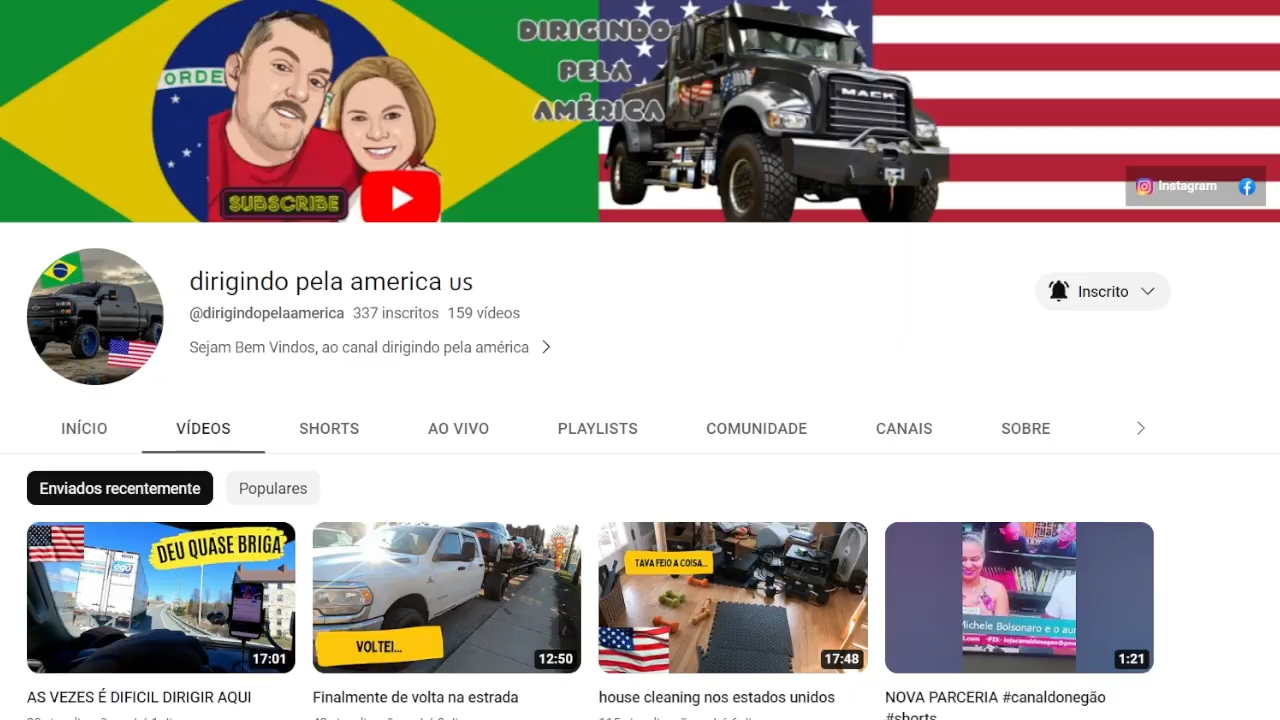 DIRIGINDO
PELA
AMÉRICA
ORDE
MACK
SUBSCRIBE
Instagram
dirigindo pela america us
@dirigindopelaamerica 337 inscritos 159 vídeos
Sejam Bem Vindos, ao canal dirigindo pela américa
Inscrito
INÍCIO VÍDEOS SHORTS AO VIVO PLAYLISTS COMUNIDADE CANAIS SOBRE
Enviados recentemente Populares
DEU QUASE BRIGA
17:01
VOLTEI...
12:50
TAVA FEIO A COISA...
17:48
Michele Bolsonaro e o
1:21
AS VEZES É DIFICIL DIRIGIR AQUI
Finalmente de volta na estrada
house cleaning nos estados unidos
NOVA PARCERIA #canaldonegão
#shorts